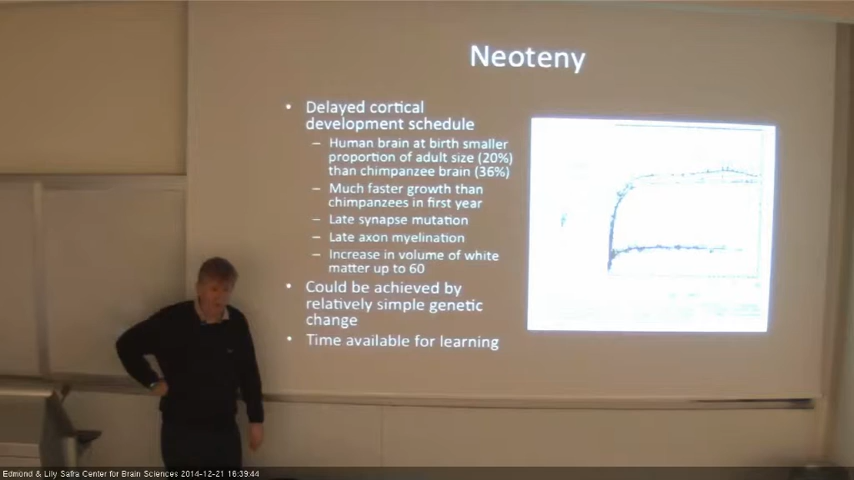 Neoteny
• Delayed cortical
development schedule
– Human brain at birth smaller
proportion of adult size (20%)
than chimpanzee brain (36%)
– Much faster growth than
chimpanzees in first year
– Late synapse mutation
– Late axon myelination
– Increase in volume of white
matter up to 60
• Could be achieved by
relatively simple genetic
change
• Time available for learning
Edmond & Lily Safra Center for Brain Sciences 2014-12-21 16:39:44